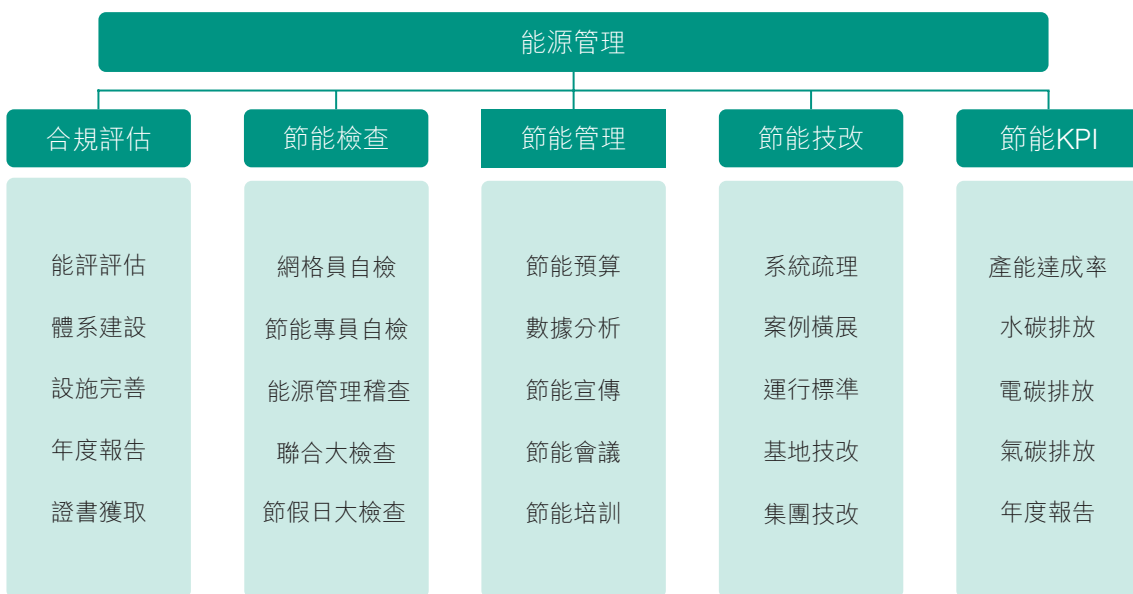 能源管理
合規評估
節能檢查
節能管理
節能技改
節能KPI
能評評估
體系建設
設施完善
年度報告
證書獲取
網格員自檢
節能專員自檢
能源管理稽查
聯合大檢查
節假日大檢查
節能預算
數據分析
節能宣傳
節能會議
節能培訓
系統疏理
案例橫展
運行標準
基地技改
集團技改
產能達成率
水碳排放
電碳排放
氣碳排放
年度報告